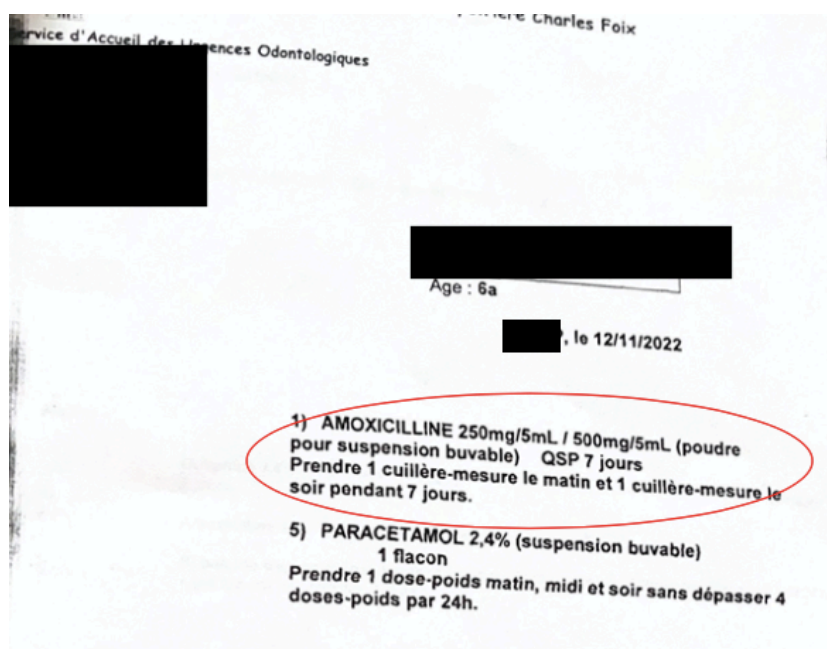 Charles Foix
Service d'Accueil des Urgences Odontologiques
Age : 6a
, le 12/11/2022
1) AMOXICILLINE 250mg/5mL / 500mg/5mL (poudre
pour suspension buvable) QSP 7 jours
Prendre 1 cuillère-mesure le matin et 1 cuillère-mesure le
soir pendant 7 jours.
5) PARACETAMOL 2,4% (suspension buvable)
1 flacon
Prendre 1 dose-poids matin, midi et soir sans dépasser 4
doses-poids par 24h.